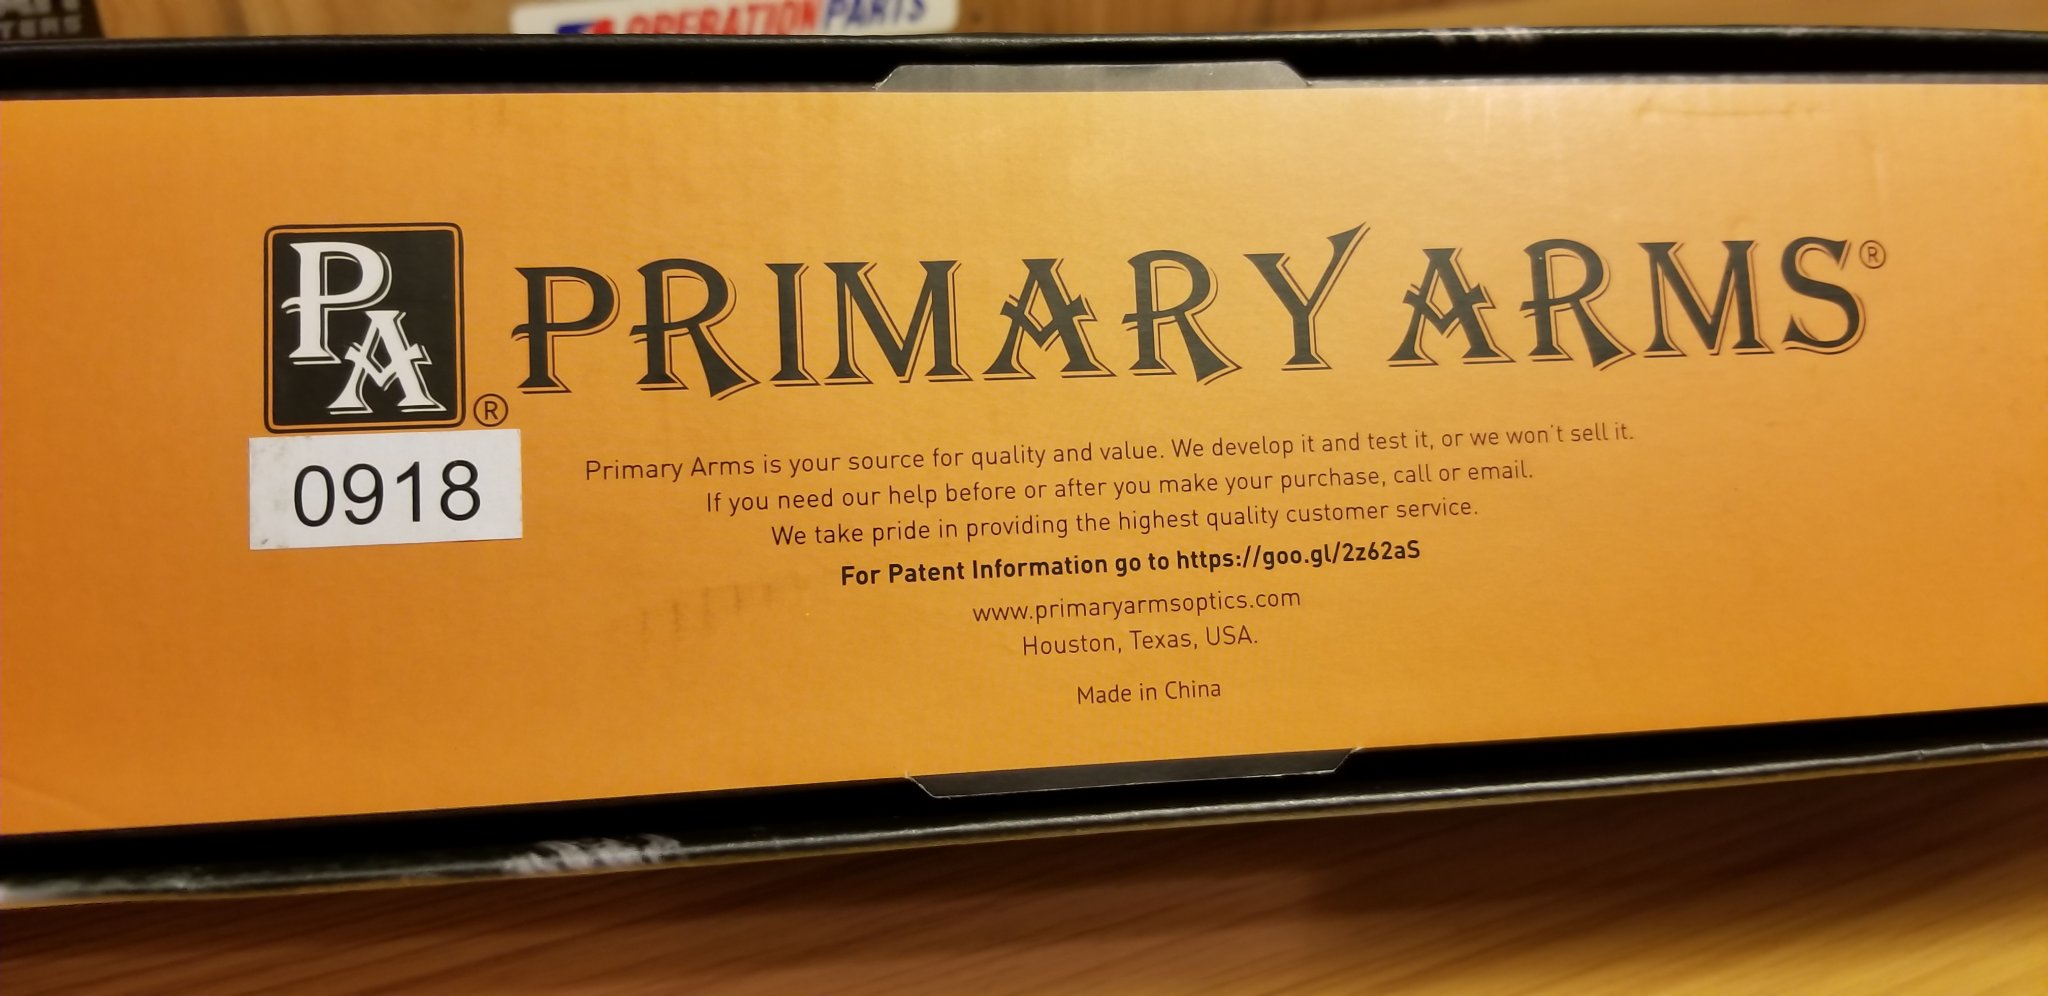 OPERATIONPARTS
PA®
PRIMARY ARMS®
0918
Primary Arms is your source for quality and value. We develop it and test it, or we won't sell it.
If you need our help before or after you make your purchase, call or email.
We take pride in providing the highest quality customer service.
For Patent Information go to https://goo.gl/2z62aS
www.primaryarmsoptics.com
Houston, Texas, USA.
Made in China